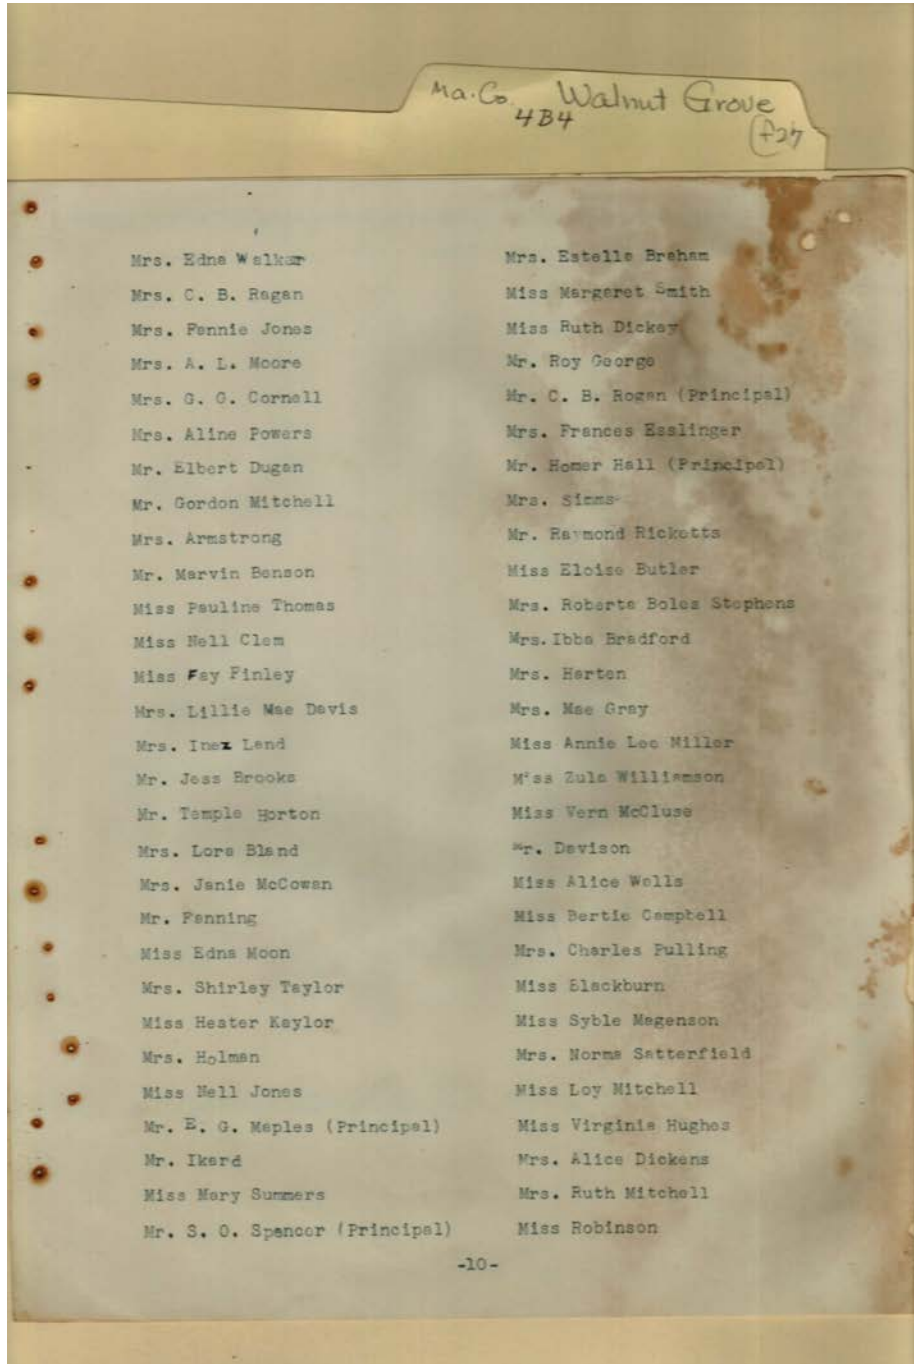 Ma. Co. Walnut Grove
4B4
f27
Mrs. Edna Walker
Mrs. C. B. Ragan
Mrs. Fannie Jones
Mrs. A. L. Moore
Mrs. G. G. Cornell
Mrs. Aline Powers
Mr. Elbert Dugan
Mr. Gordon Mitchell
Mrs. Armstrong
Mr. Marvin Benson
Miss Pauline Thomas
Miss Nell Clem
Miss Fay Finley
Mrs. Lillie Mae Davis
Mrs. Inez Land
Mr. Jess Brooks
Mr. Temple Horton
Mrs. Lora Bland
Mrs. Janie McCowan
Mr. Fanning
Miss Edna Moon
Mrs. Shirley Taylor
Miss Hester Kaylor
Mrs. Holman
Miss Nell Jones
Mr. E. G. Maples (Principal)
Mr. Ikard
Miss Mary Summers
Mr. S. O. Spencer (Principal)
Mrs. Estelle Braham
Miss Margaret Smith
Miss Ruth Dickey
Mr. Roy George
Mr. C. B. Rogan (Principal)
Mrs. Frances Esslinger
Mr. Homer Hall (Principal)
Mrs. Simms
Mr. Raymond Ricketts
Miss Eloise Butler
Mrs. Roberta Boles Stephens
Mrs. Ibba Bradford
Mrs. Harten
Mrs. Mae Gray
Miss Annie Lee Miller
Miss Zula Williamson
Miss Vern McCluse
Mr. Davison
Miss Alice Wells
Miss Bertie Campbell
Mrs. Charles Pulling
Miss Blackburn
Miss Syble Magenson
Mrs. Norma Satterfield
Miss Loy Mitchell
Miss Virginia Hughes
Mrs. Alice Dickens
Mrs. Ruth Mitchell
Miss Robinson
-10-